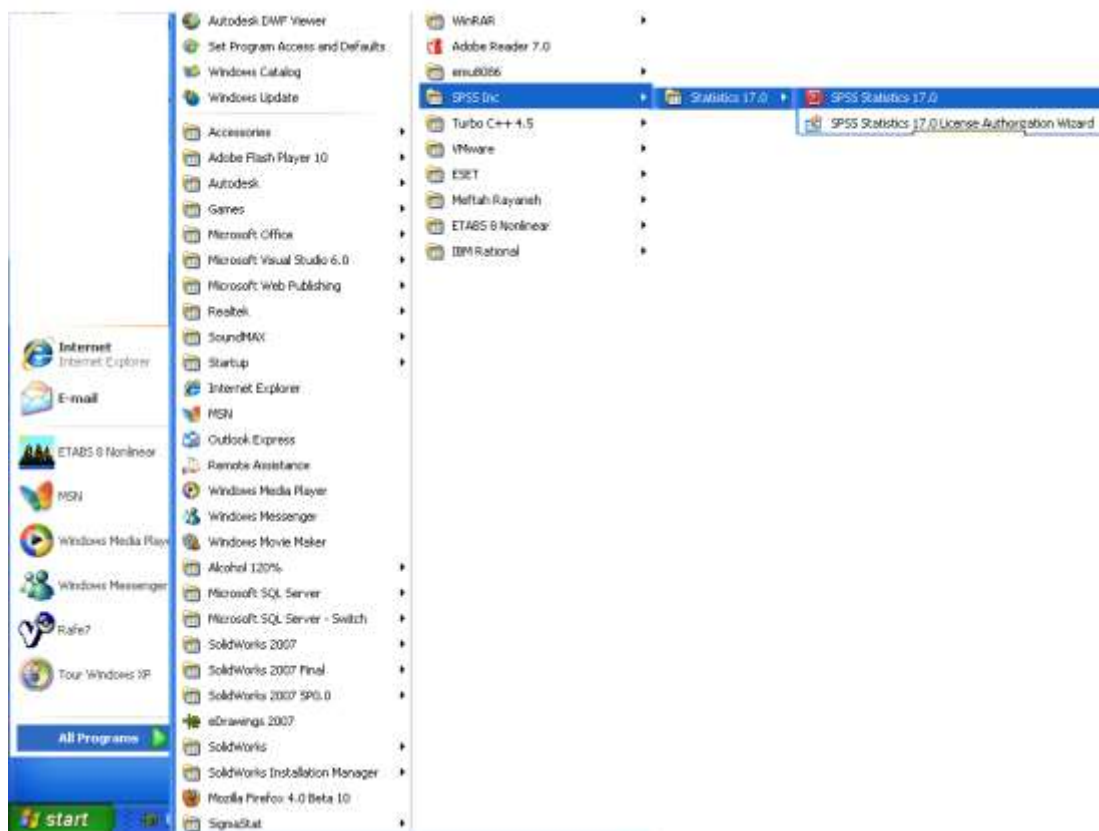 Internet
Internet Explorer
E-mail
ETABS 8 Nonlinear
MSN
Windows Media Playe
Windows Messenger
Rafe7
Tour Windows XP
All Programs
start
Autodesk DWF Viewer
Set Program Access and Defaults
Windows Catalog
Windows Update
Accessories
Adobe Flash Player 10
Autodesk
Games
Microsoft Office
Microsoft Visual Studio 6.0
Microsoft Web Publishing
Realtek
SoundMAX
Startup
Internet Explorer
MSN
Outlook Express
Remote Assistance
Windows Media Player
Windows Messenger
Windows Movie Maker
Alcohol 120%
Microsoft SQL Server
Microsoft SQL Server - Switch
SolidWorks 2007
SolidWorks 2007 Final
SolidWorks 2007 SP0.0
eDrawings 2007
SolidWorks
SolidWorks Installation Manager
Mozilla Firefox 4.0 Beta 10
SigmaStat
WinRAR
Adobe Reader 7.0
emu8086
SPSS Inc
Turbo C++ 4.5
VMware
ESET
Meftah Rayaneh
ETABS 8 Nonlinear
IBM Rational
Statistics 17.0
SPSS Statistics 17.0
SPSS Statistics 17.0 License Authorization Wizard